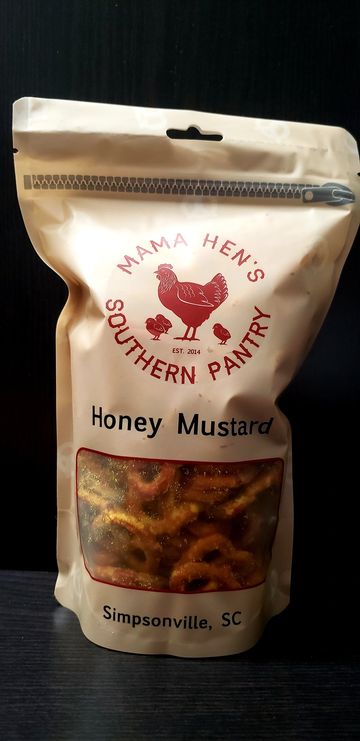 MAMA HEN'S
EST. 2014
SOUTHERN PANTRY
Honey Mustard
Simpsonville, SC